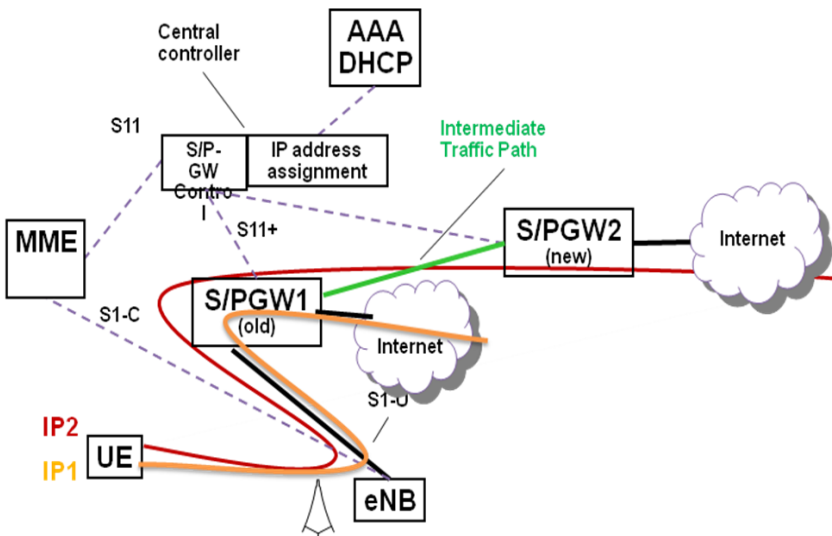 Central
controller
AAA
DHCP
S11
S/P-
GW
Contro
l
IP address
assignment
Intermediate
Traffic Path
MME
S11+
S/PGW2
(new)
Internet
S/PGW1
(old)
S1-C
Internet
S1-U
IP2
UE
IP1
eNB